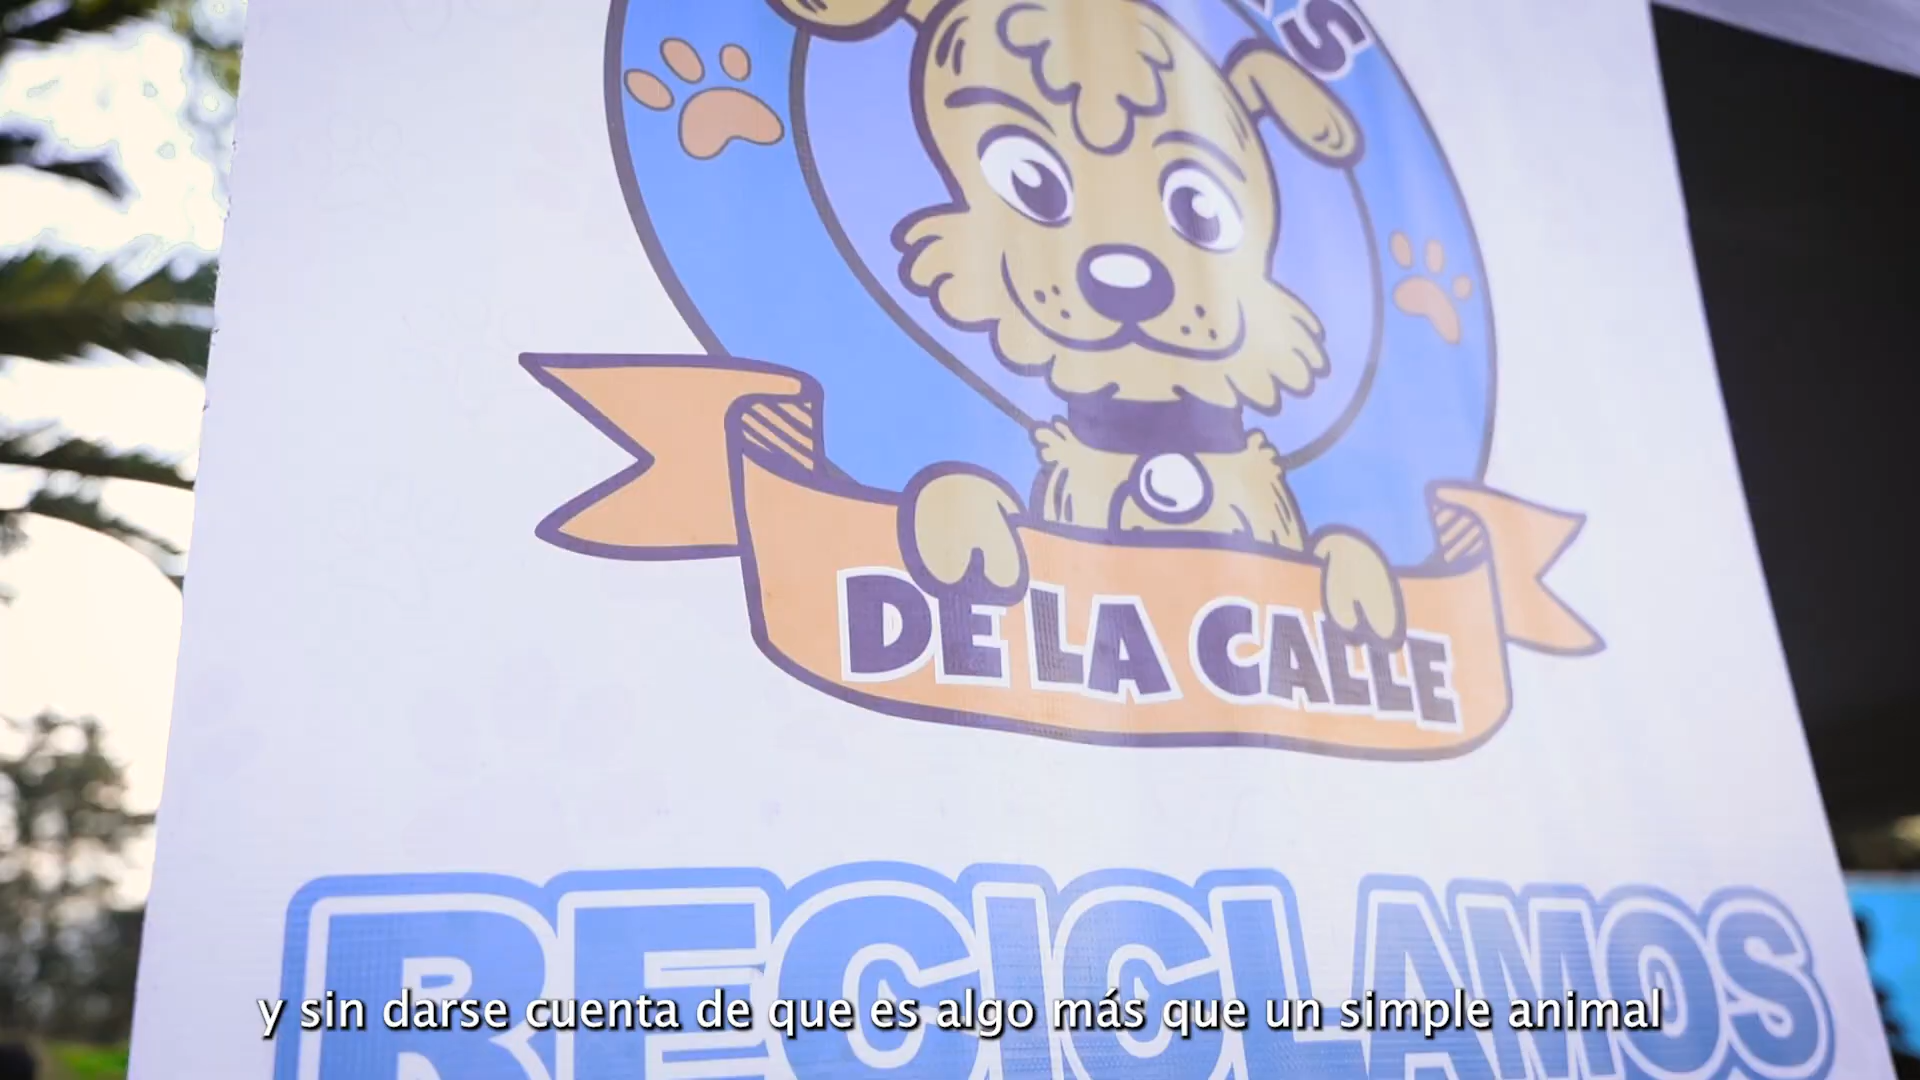 DE LA CALLE
RECICLAMOS
y sin darse cuenta de que es algo más que un simple animal